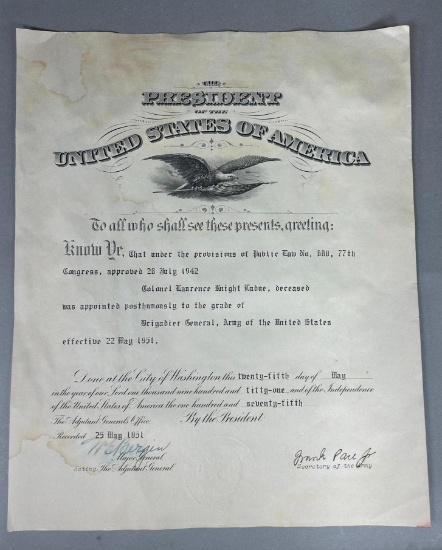 THE
PRESIDENT
OF THE
UNITED STATES OF AMERICA
To all who shall see these presents, greeting:
Know Ye, That under the provisions of Public Law No. 680, 77th
Congress, approved 28 July 1942
Colonel Lawrence Knight Ladue, deceased
was appointed posthumously to the grade of
Brigadier General, Army of the United States
effective 22 May 1951.
Done at the City of Washington this twenty-fifth day of May
in the year of our Lord one thousand nine hundred and fifty-one and of the Independence
of the United States of America the one hundred and seventy-fifth
The Adjutant General's Office By the President
Recorded 25 May 1951
Bergin
Major General
Acting The Adjutant General
Frank Pace Jr
Secretary of the Army